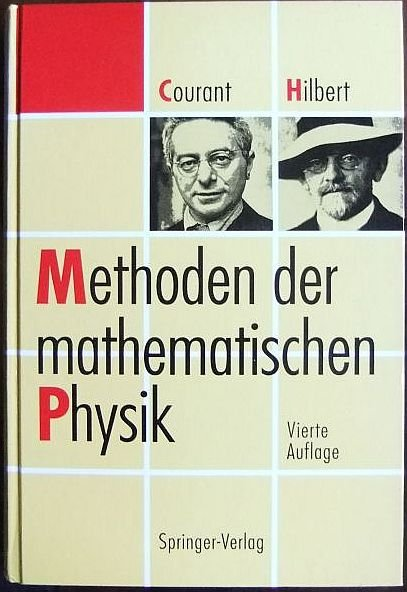 Courant Hilbert
Methoden der
mathematischen
Physik
Vierte
Auflage
Springer-Verlag